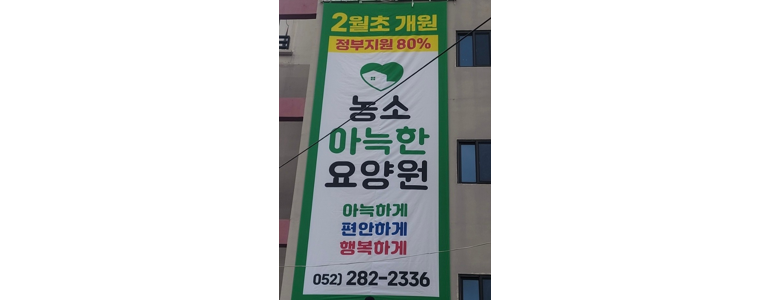 2월초 개원
정부지원 80%
농소
아늑한
요양원
아늑하게
편안하게
행복하게
052) 282-2336